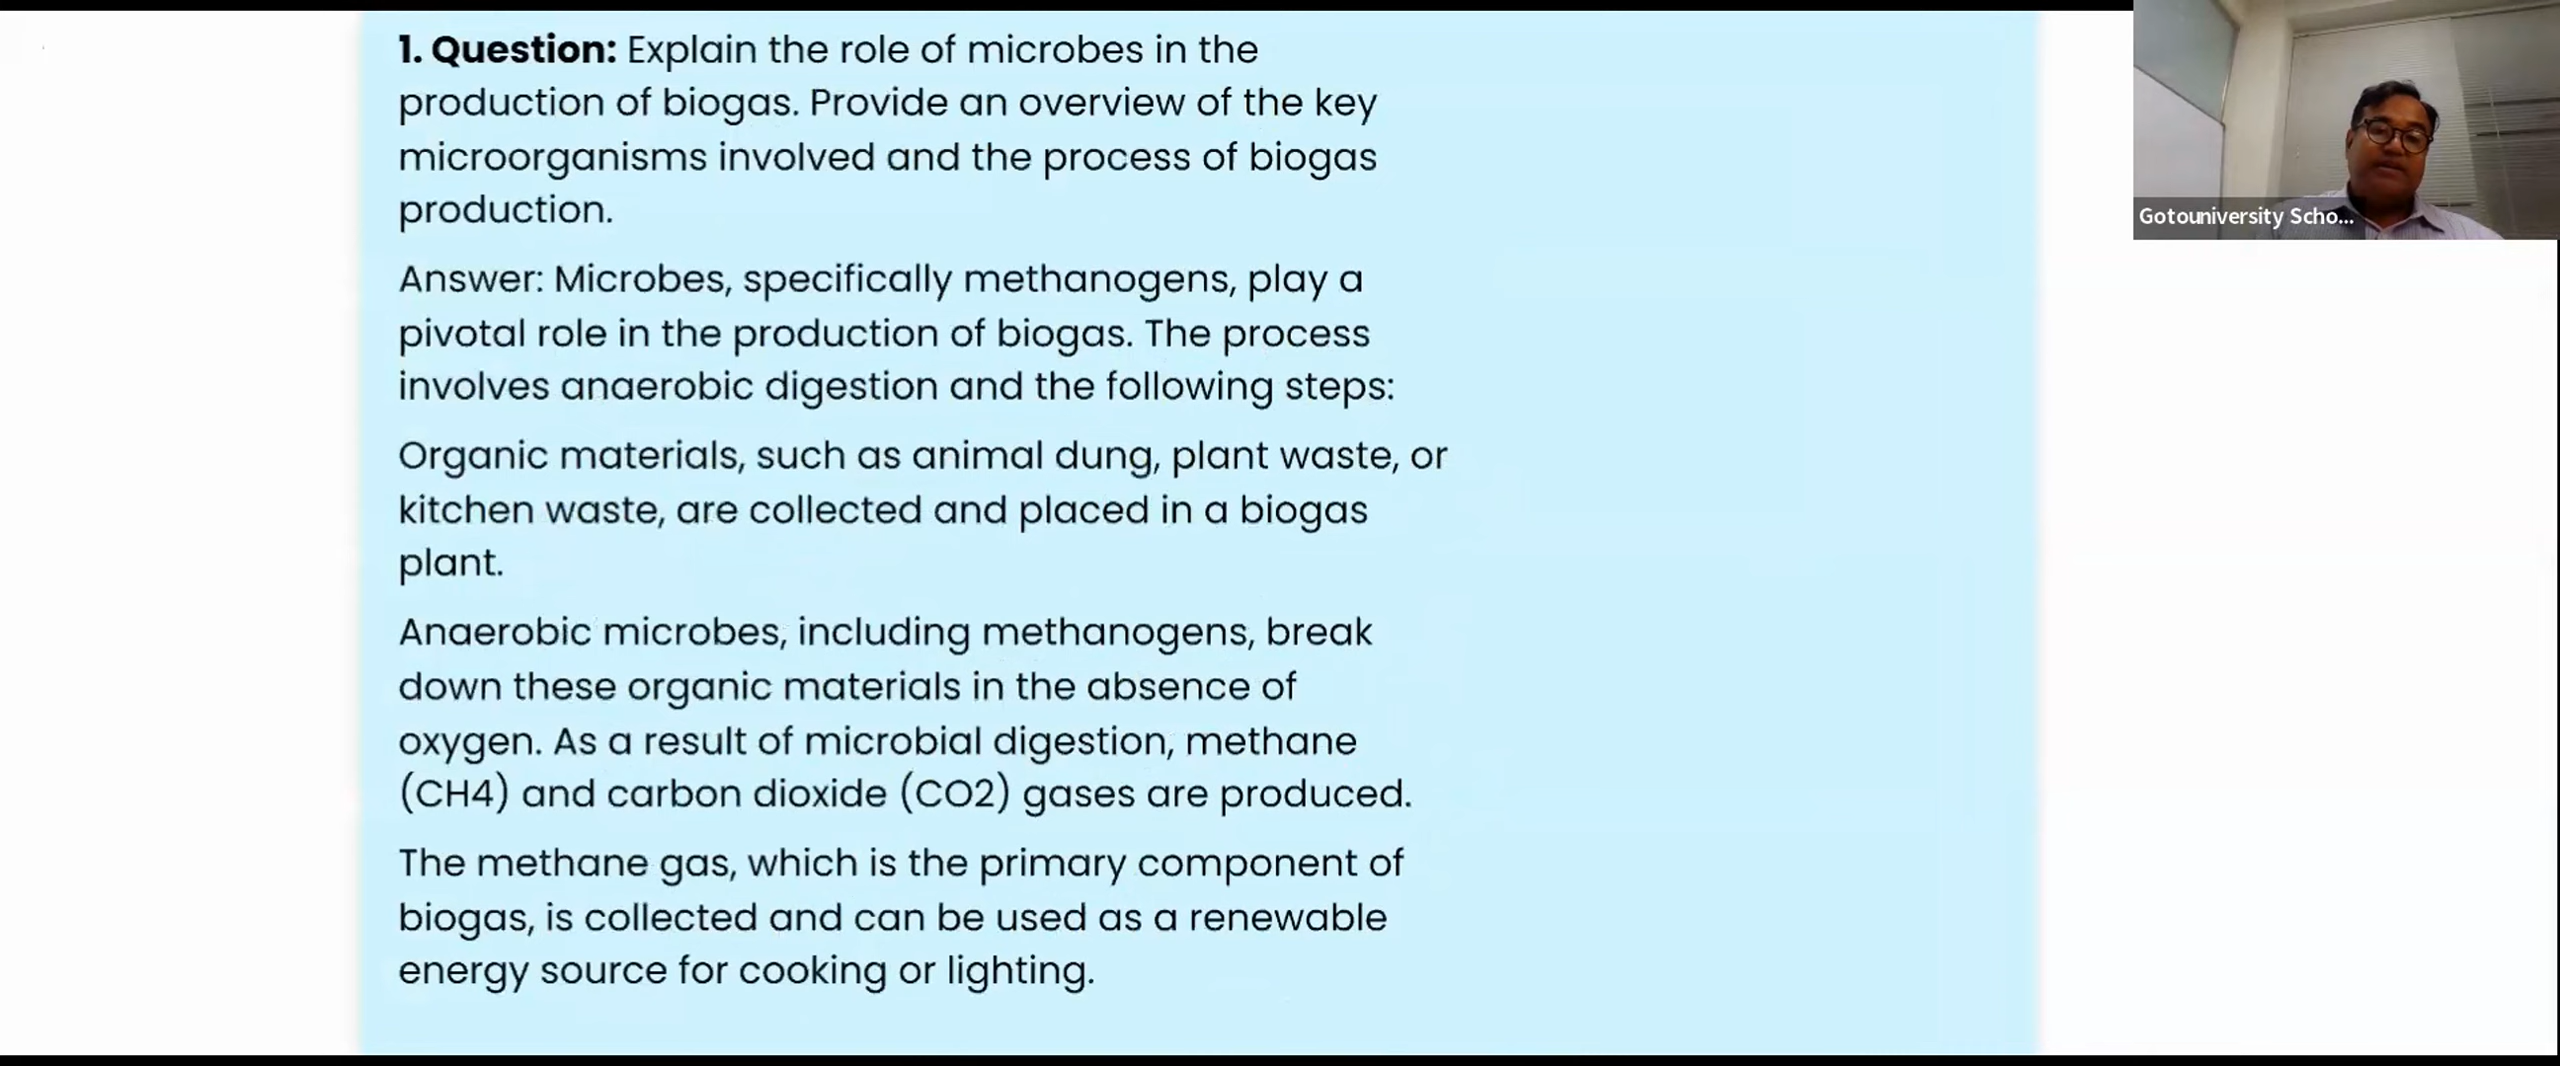 1. Question: Explain the role of microbes in the
production of biogas. Provide an overview of the key
microorganisms involved and the process of biogas
production.
Answer: Microbes, specifically methanogens, play a
pivotal role in the production of biogas. The process
involves anaerobic digestion and the following steps:
Organic materials, such as animal dung, plant waste, or
kitchen waste, are collected and placed in a biogas
plant.
Anaerobic microbes, including methanogens, break
down these organic materials in the absence of
oxygen. As a result of microbial digestion, methane
(CH4) and carbon dioxide (CO2) gases are produced.
The methane gas, which is the primary component of
biogas, is collected and can be used as a renewable
energy source for cooking or lighting.
Gotouniversity Scho...